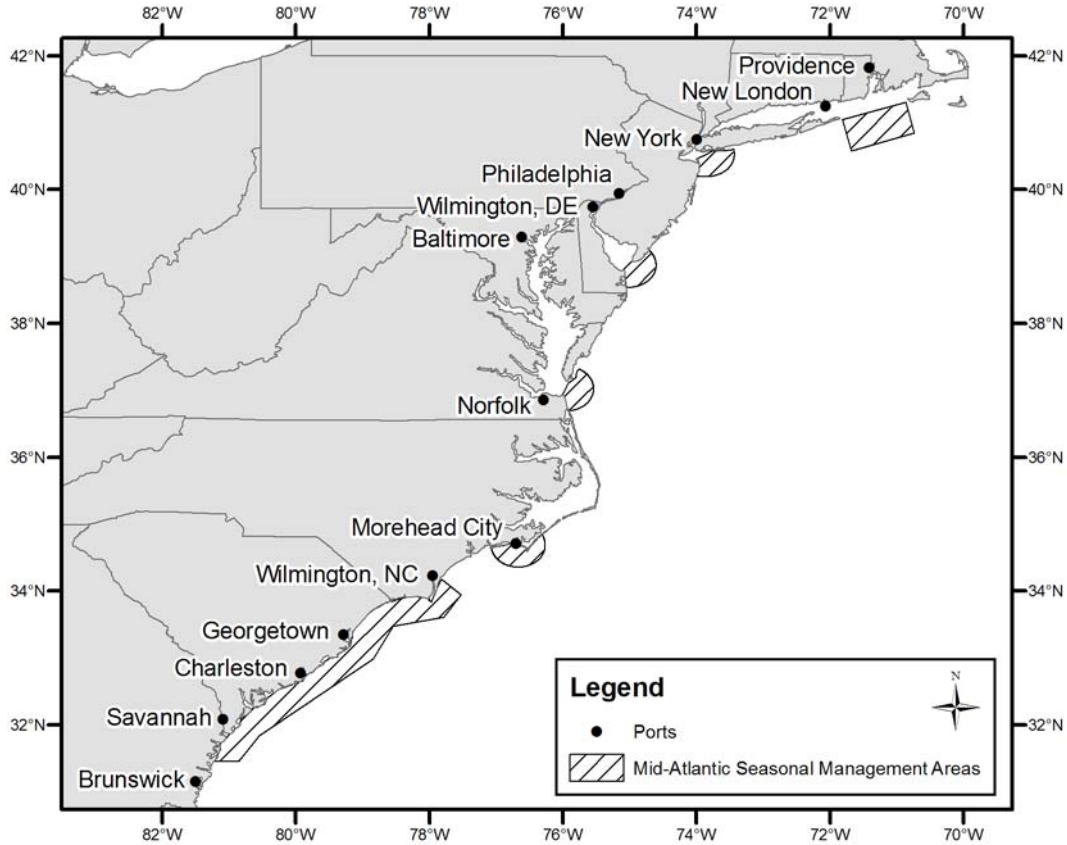 82°W 80°W 78°W 76°W 74°W 72°W 70°W
42°N 42°N
Providence
New London
New York
40°N 40°N
Philadelphia
Wilmington, DE
Baltimore
38°N 38°N
Norfolk
36°N 36°N
Morehead City
Wilmington, NC
34°N 34°N
Georgetown
Charleston
Savannah
32°N 32°N
Brunswick
Legend
N
Ports
Mid-Atlantic Seasonal Management Areas
82°W 80°W 78°W 76°W 74°W 72°W 70°W